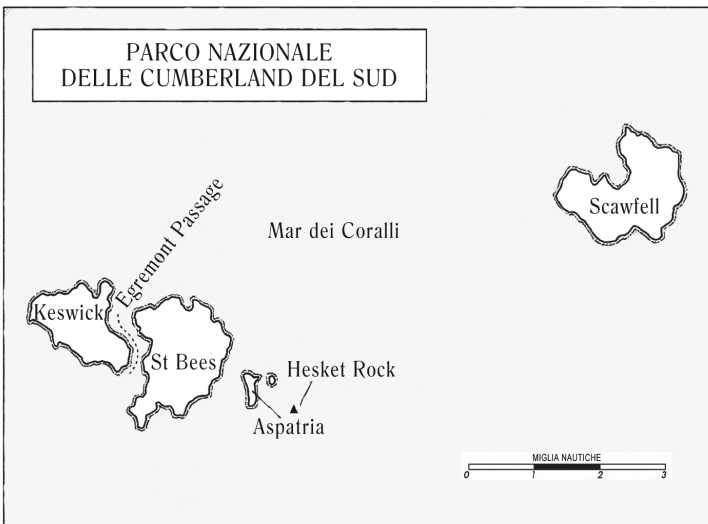 PARCO NAZIONALE
DELLE CUMBERLAND DEL SUD
Scawfell
Egremont Passage
Mar dei Coralli
Keswick
St Bees
Hesket Rock
Aspatria
MIGLIA NAUTICHE
0 1 2 3